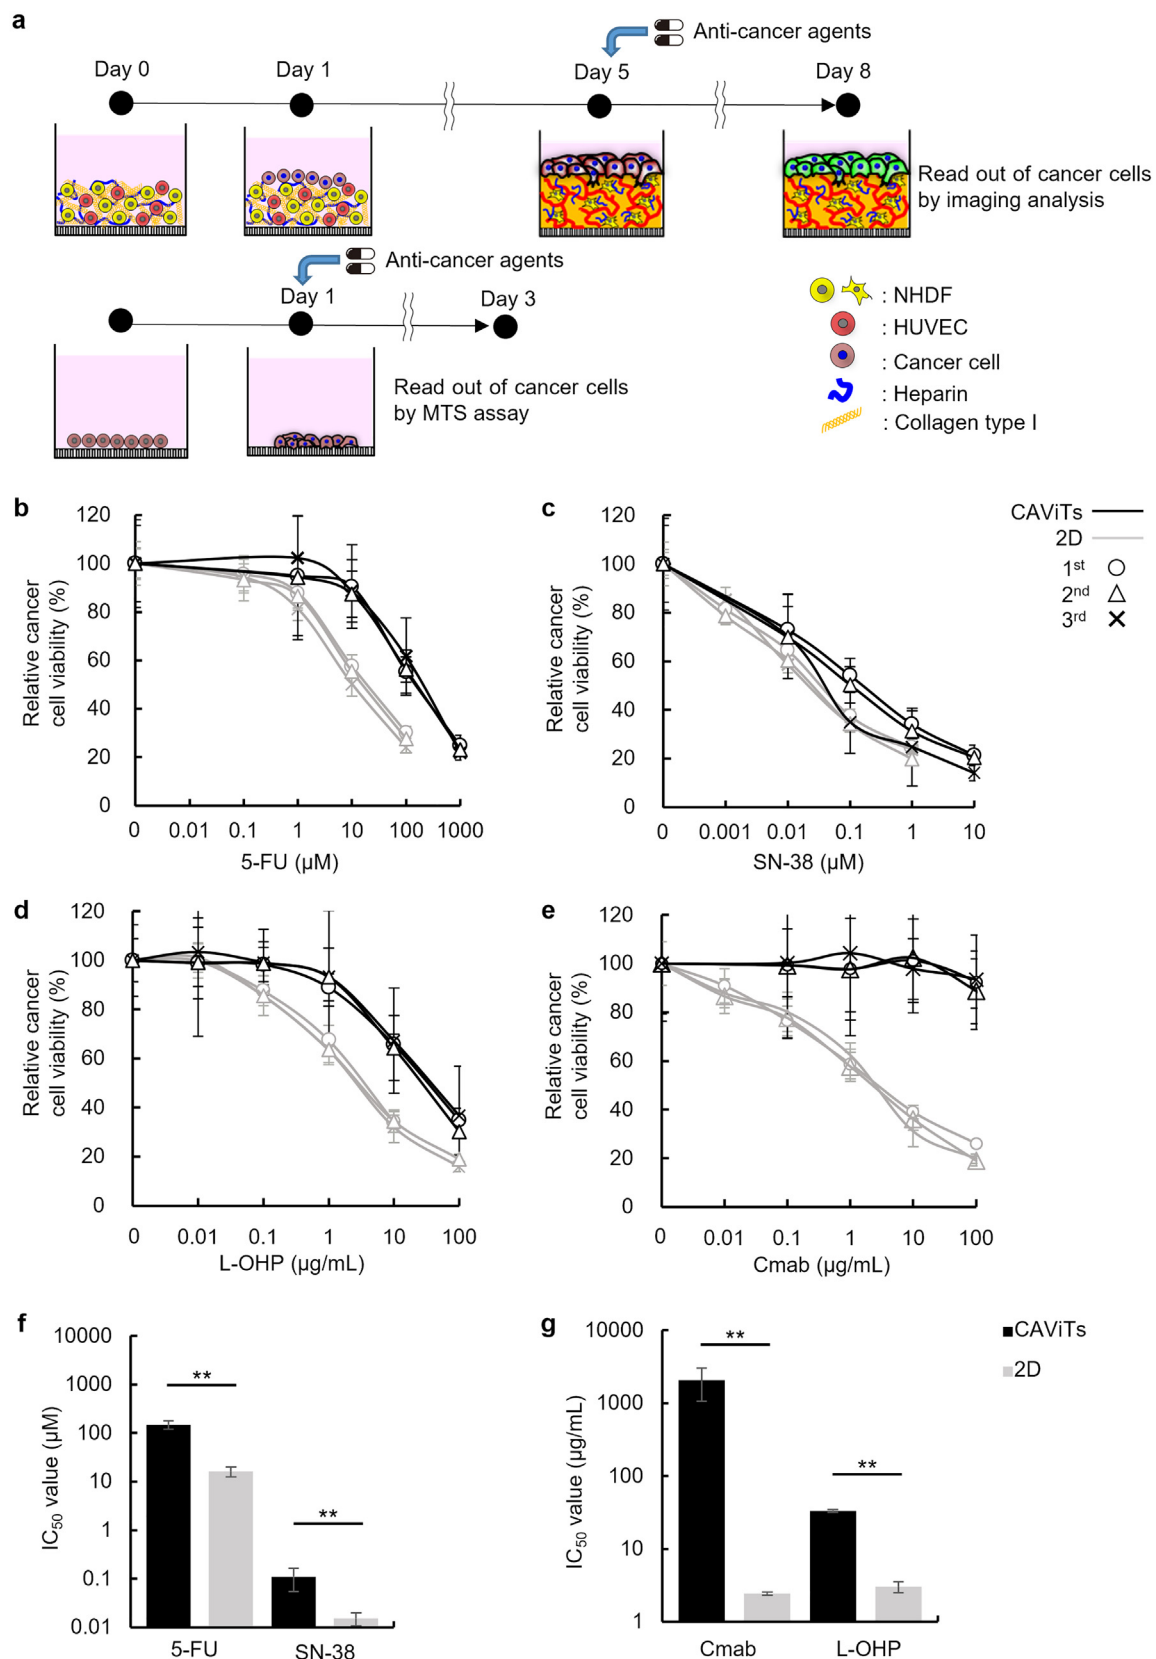 a
Anti-cancer agents
Day 0
Day 1
Day 5
Day 8
Read out of cancer cells
by imaging analysis
Anti-cancer agents
Day 1
Day 3
Read out of cancer cells
by MTS assay
: NHDF
: HUVEC
: Cancer cell
: Heparin
: Collagen type I
b
Relative cancer
cell viability (%)
120
100
80
60
40
20
0
0 0.01 0.1 1 10 100 1000
5-FU (μM)
c
Relative cancer
cell viability (%)
120
100
80
60
40
20
0
0 0.001 0.01 0.1 1 10
SN-38 (μM)
CAViTs
2D
1st
2nd
3rd
d
Relative cancer
cell viability (%)
120
100
80
60
40
20
0
0 0.01 0.1 1 10 100
L-OHP (μg/mL)
e
Relative cancer
cell viability (%)
120
100
80
60
40
20
0
0 0.01 0.1 1 10 100
Cmab (μg/mL)
f
IC50 value (μM)
10000
1000
100
10
1
0.1
0.01
**
**
5-FU SN-38
g
IC50 value (μg/mL)
10000
1000
100
10
1
**
**
Cmab L-OHP
CAViTs
2D